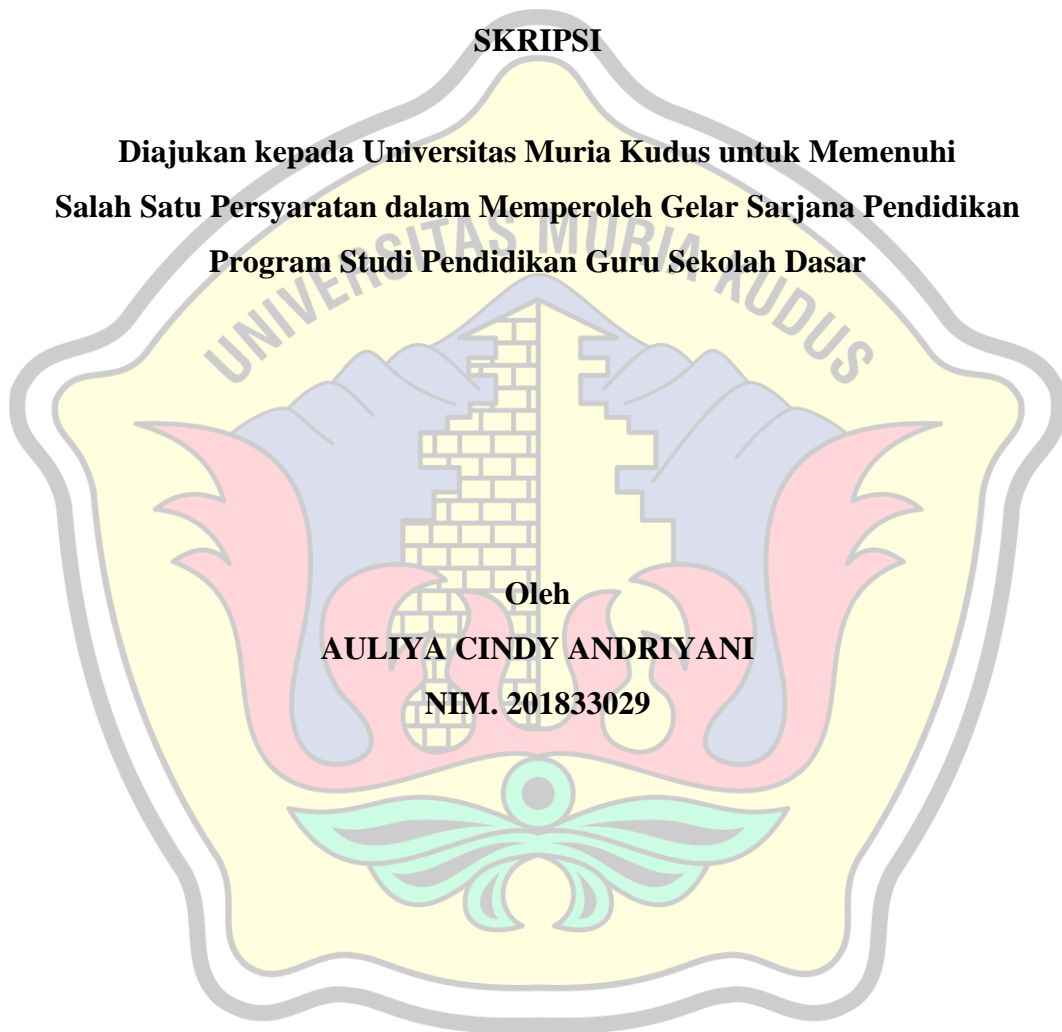 SKRIPSI
Diajukan kepada Universitas Muria Kudus untuk Memenuhi
Salah Satu Persyaratan dalam Memperoleh Gelar Sarjana Pendidikan
Program Studi Pendidikan Guru Sekolah Dasar
UNIVERSITAS MURIA KUDUS
Oleh
AULIYA CINDY ANDRIYANI
NIM. 201833029